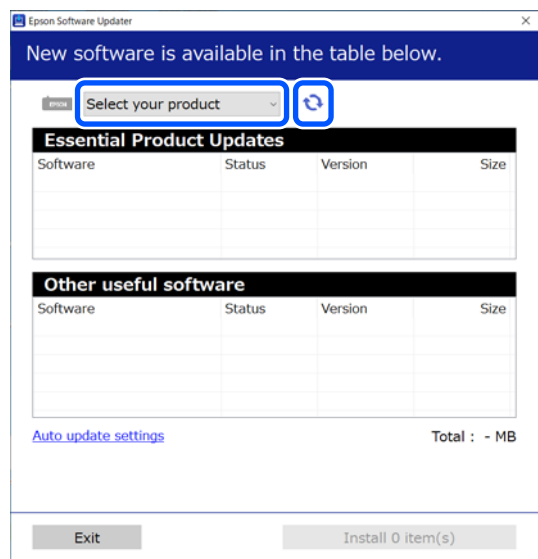 Epson Software Updater
New software is available in the table below.
EPSON Select your product
Essential Product Updates
Software Status Version Size
Other useful software
Software Status Version Size
Auto update settings Total : - MB
Exit Install 0 item(s)